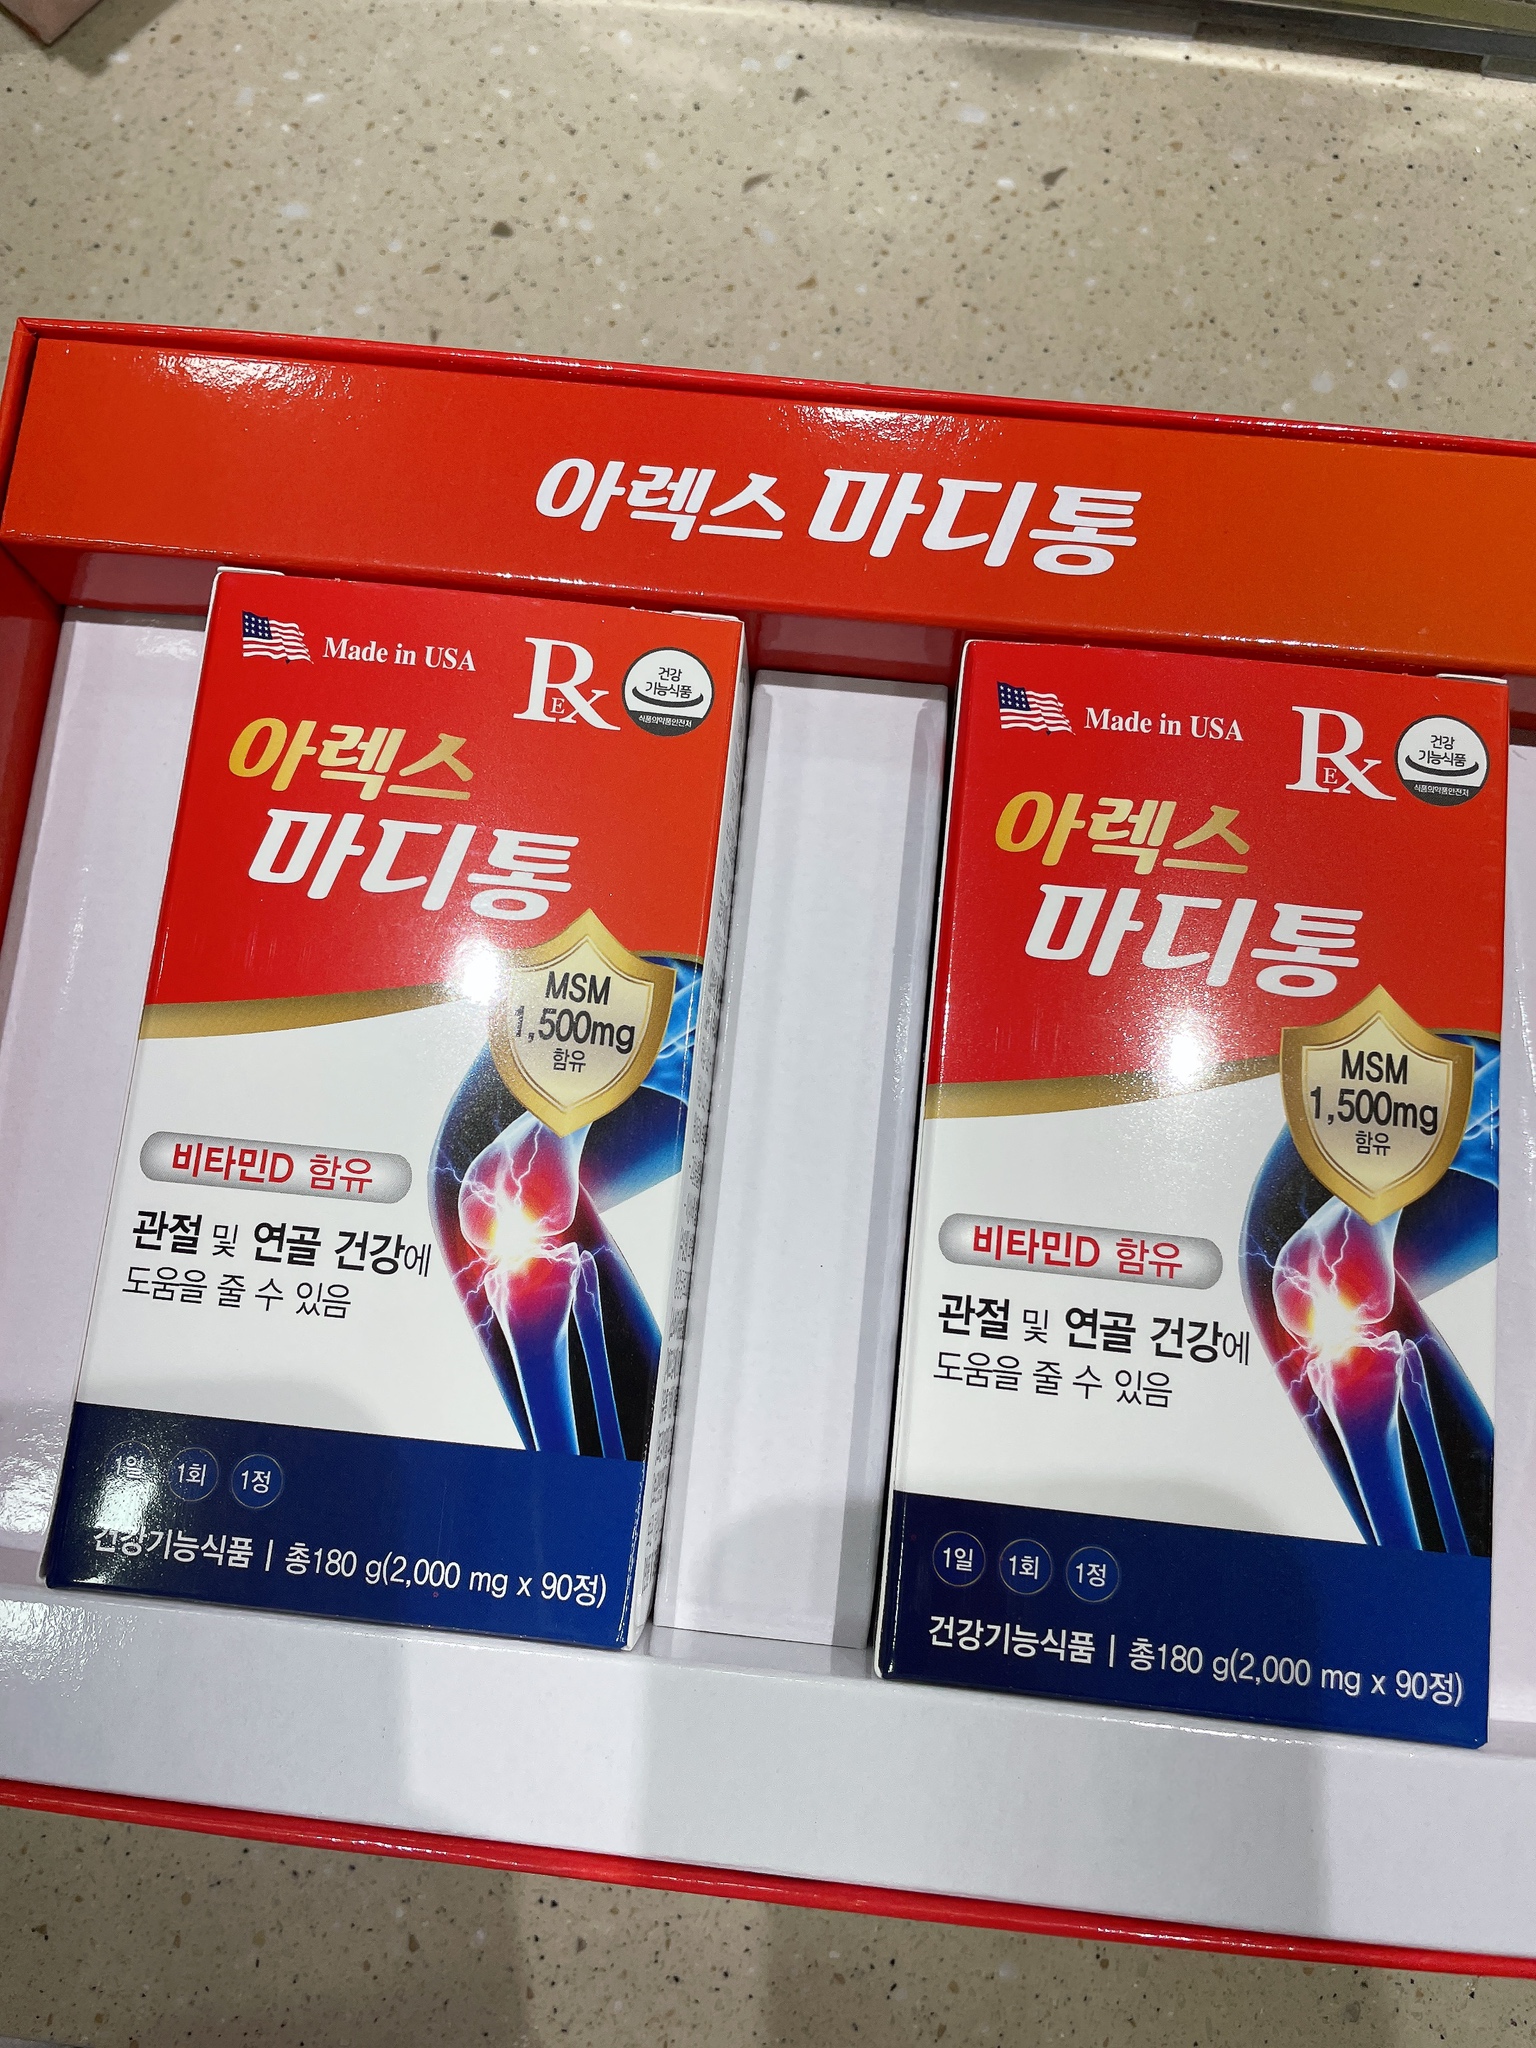 아렉스 마디통
Made in USA
REX
건강
기능식품
식품의약품안전처
아렉스
마디통
MSM
1,500mg
함유
비타민D 함유
관절 및 연골 건강에
도움을 줄 수 있음
1일 1회 1정
건강기능식품 | 총180 g(2,000 mg x 90정)
Made in USA
REX
건강
기능식품
식품의약품안전처
아렉스
마디통
MSM
1,500mg
함유
비타민D 함유
관절 및 연골 건강에
도움을 줄 수 있음
1일 1회 1정
건강기능식품 | 총180 g(2,000 mg x 90정)